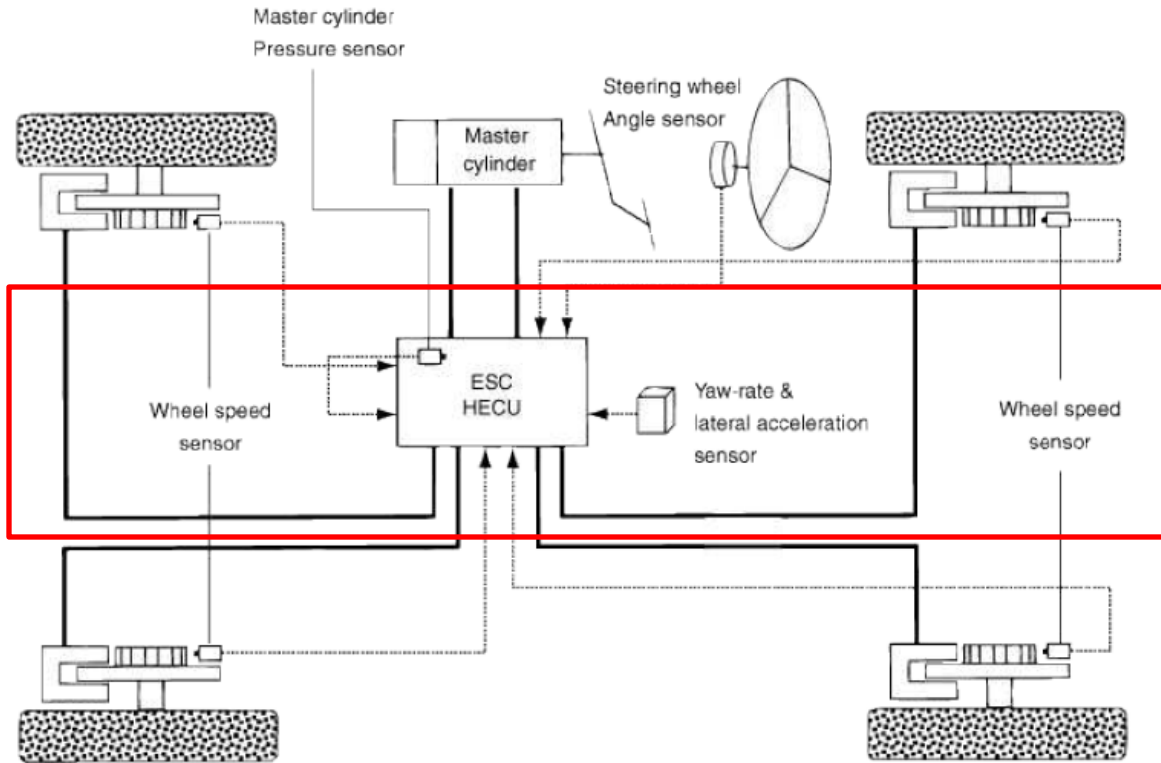 Master cylinder
Pressure sensor
Steering wheel
Angle sensor
Master
cylinder
ESC
HECU
Yaw-rate &
lateral acceleration
sensor
Wheel speed
sensor
Wheel speed
sensor